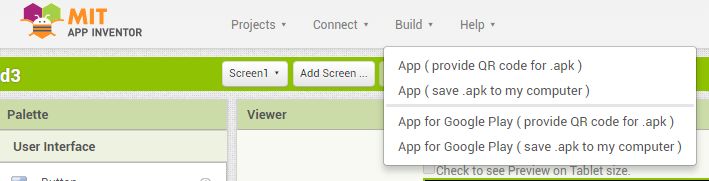 MIT
APP INVENTOR
Projects Connect Build Help
d3 Screen1 Add Screen ...
App ( provide QR code for .apk )
App ( save .apk to my computer )
App for Google Play ( provide QR code for .apk )
App for Google Play ( save .apk to my computer )
Palette Viewer
User Interface
Check to see Preview on Tablet size.
Button